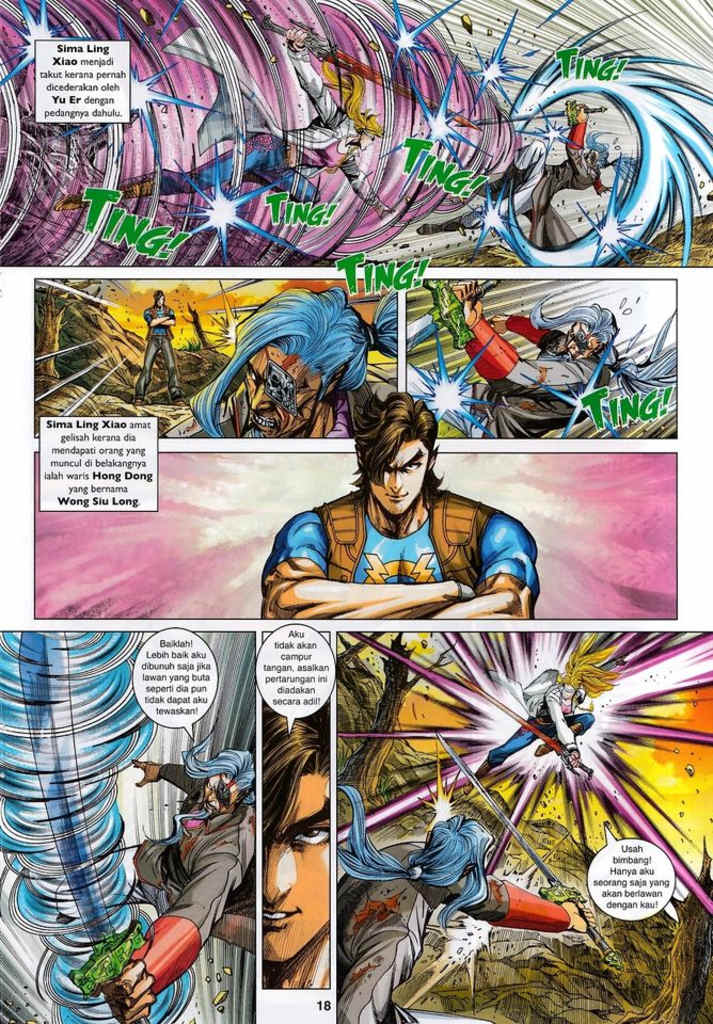 Sima Ling
Xiao menjadi
takut kerana pernah
dicederakan oleh
Yu Er dengan
pedangnya dahulu.
TING!
TING!
TING!
TING!
TING!
TING!
Sima Ling Xiao amat
gelisah kerana dia
mendapati orang yang
muncul di belakangnya
ialah waris Hong Dong
yang bernama
Wong Siu Long.
Baiklah!
Lebih baik aku
dibunuh saja jika
lawan yang buta
seperti dia pun
tidak dapat aku
tewaskan!
Aku
tidak akan
campur
tangan, asalkan
pertarungan ini
diadakan
secara adil!
Usah
bimbang!
Hanya aku
seorang saja yang
akan berlawan
dengan kau!
18